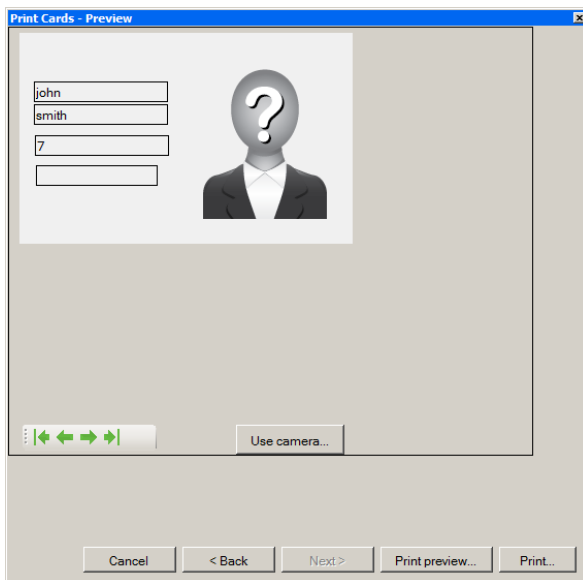 Print Cards - Preview
john
smith
7
?
Use camera...
Cancel
< Back
Next >
Print preview...
Print...